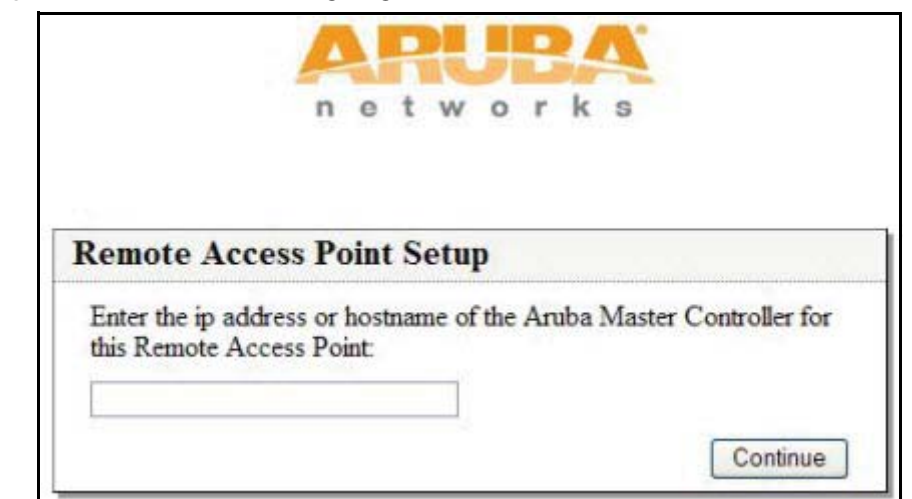 ARUBA
networks
Remote Access Point Setup
Enter the ip address or hostname of the Aruba Master Controller for
this Remote Access Point:
Continue